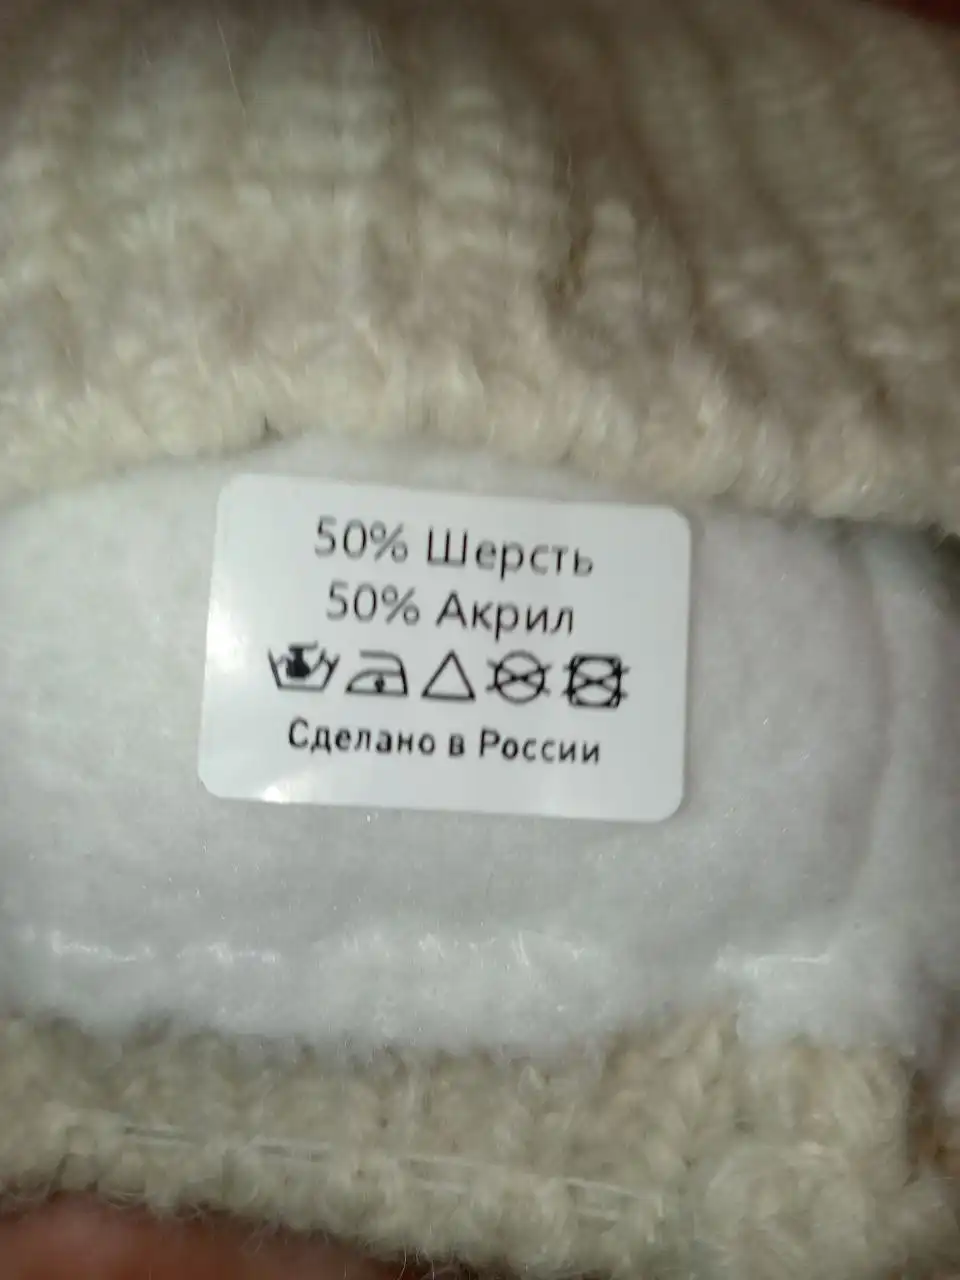 50% Шерсть
50% Акрил
Сделано в России